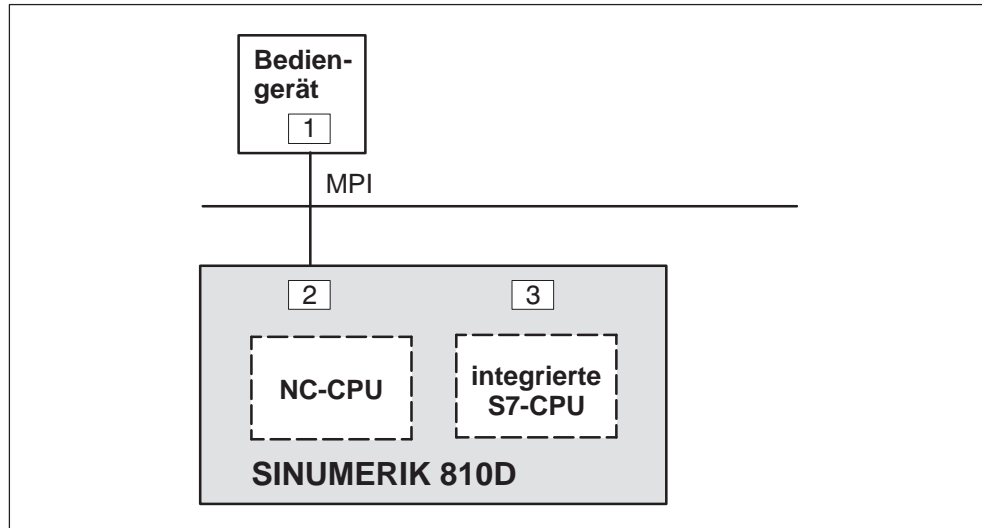 Bedien-
gerät
1
MPI
2
3
NC-CPU
integrierte
S7-CPU
SINUMERIK 810D